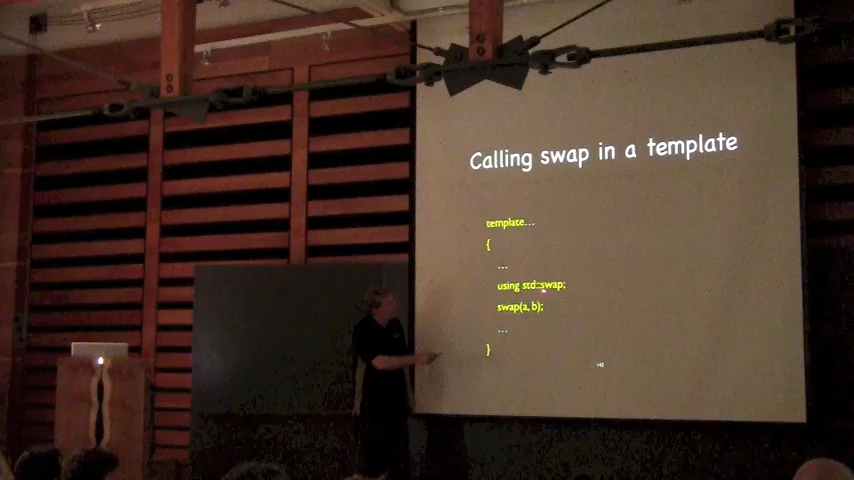 Calling swap in a template
template...
{
...
using std::swap;
swap(a, b);
...
}